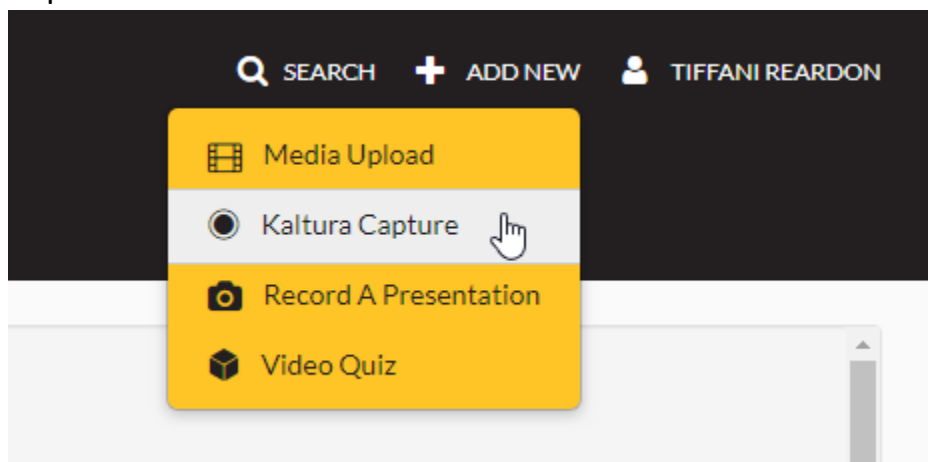 SEARCH ADD NEW TIFFANI REARDON
Media Upload
Kaltura Capture
Record A Presentation
Video Quiz